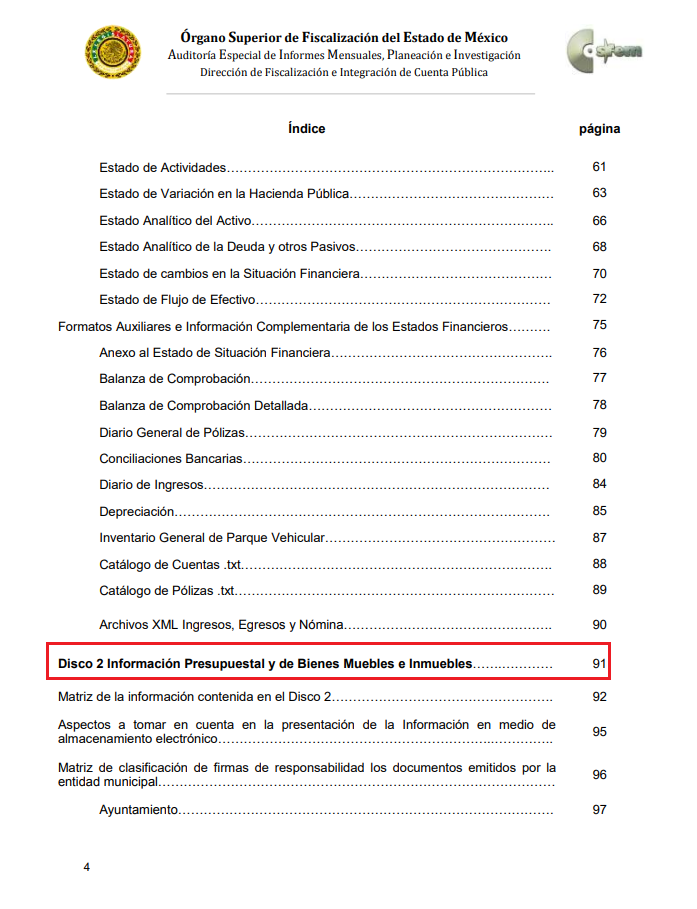 Órgano Superior de Fiscalización del Estado de México
Auditoría Especial de Informes Mensuales, Planeación e Investigación
Dirección de Fiscalización e Integración de Cuenta Pública
osfem
Índice página
Estado de Actividades……………………………………………………………….. 61
Estado de Variación en la Hacienda Pública………………………………………… 63
Estado Analítico del Activo………………………………………………………….. 66
Estado Analítico de la Deuda y otros Pasivos………………………………………. 68
Estado de cambios en la Situación Financiera……………………………………… 70
Estado de Flujo de Efectivo………………………………………………………… 72
Formatos Auxiliares e Información Complementaria de los Estados Financieros………. 75
Anexo al Estado de Situación Financiera……………………………………………. 76
Balanza de Comprobación……………………………………………………………… 77
Balanza de Comprobación Detallada………………………………………………… 78
Diario General de Pólizas……………………………………………………………… 79
Conciliaciones Bancarias……………………………………………………………… 80
Diario de Ingresos……………………………………………………………………… 84
Depreciación…………………………………………………………………………… 85
Inventario General de Parque Vehicular……………………………………………… 87
Catálogo de Cuentas .txt………………………………………………………………. 88
Catálogo de Pólizas .txt………………………………………………………………… 89
Archivos XML Ingresos, Egresos y Nómina…………………………………………. 90
Disco 2 Información Presupuestal y de Bienes Muebles e Inmuebles……………… 91
Matriz de la información contenida en el Disco 2……………………………………………. 92
Aspectos a tomar en cuenta en la presentación de la Información en medio de
almacenamiento electrónico……………………………………………………………….. 95
Matriz de clasificación de firmas de responsabilidad los documentos emitidos por la
entidad municipal……………………………………………………………………………… 96
Ayuntamiento…………………………………………………………………………… 97
4